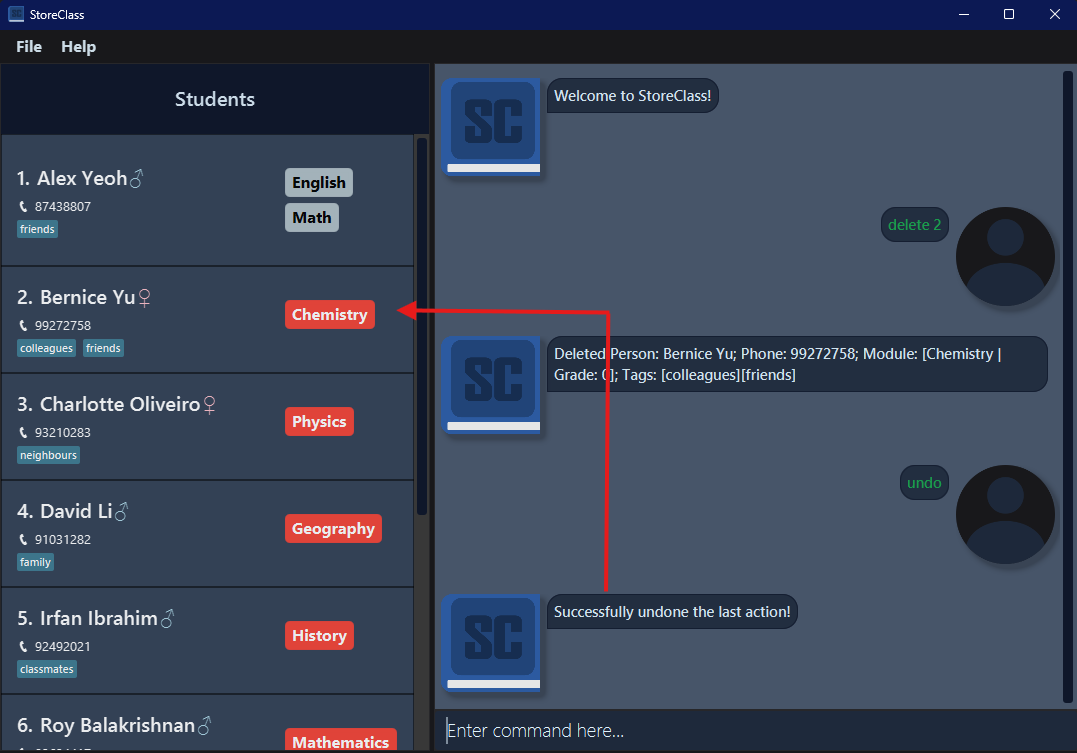 StoreClass
File Help
Students
1. Alex Yeoh♂
87438807
friends
English
Math
2. Bernice Yu♀
99272758
colleagues friends
Chemistry
3. Charlotte Oliveiro♀
93210283
neighbours
Physics
4. David Li♂
91031282
family
Geography
5. Irfan Ibrahim♂
92492021
classmates
History
6. Roy Balakrishnan♂
Mathematics
SC
Welcome to StoreClass!
delete 2
SC
Deleted Person: Bernice Yu; Phone: 99272758; Module: [Chemistry |
Grade: 0]; Tags: [colleagues][friends]
undo
SC
Successfully undone the last action!
Enter command here...